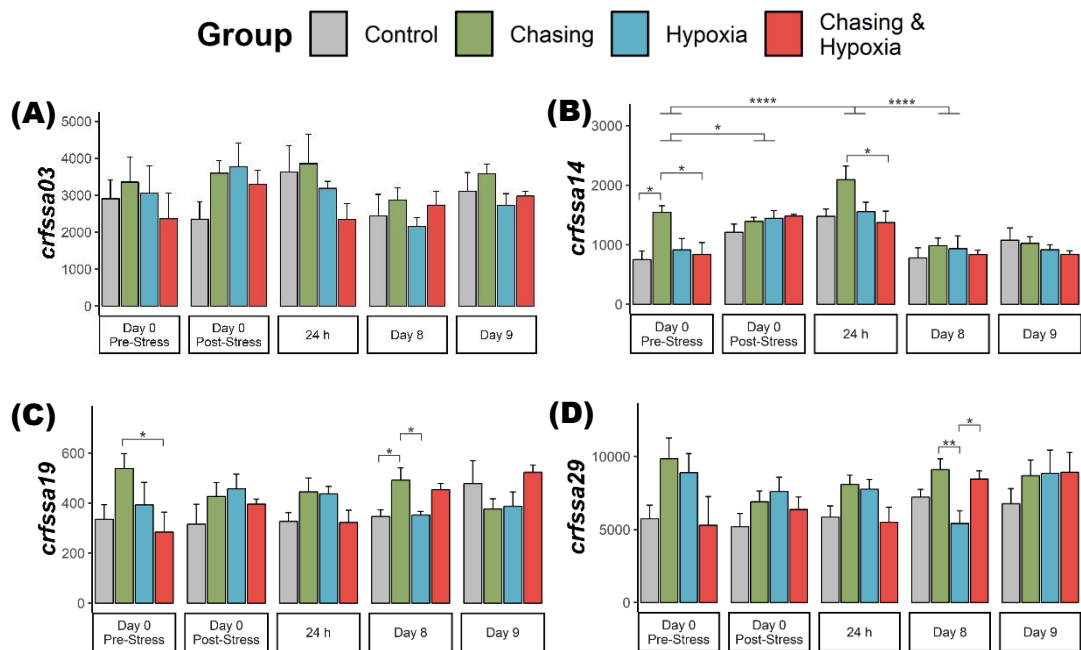 Group Control Chasing Hypoxia Chasing &
Hypoxia
(A)
crfssa03
5000
4000
3000
2000
1000
0
Day 0
Pre-Stress
Day 0
Post-Stress
24 h
Day 8
Day 9
(B)
crfssa14
3000
2000
1000
0
**** ****
*
* * *
Day 0
Pre-Stress
Day 0
Post-Stress
24 h
Day 8
Day 9
(C)
crfssa19
600
400
200
0
* * *
Day 0
Pre-Stress
Day 0
Post-Stress
24 h
Day 8
Day 9
(D)
crfssa29
10000
5000
0
** *
Day 0
Pre-Stress
Day 0
Post-Stress
24 h
Day 8
Day 9